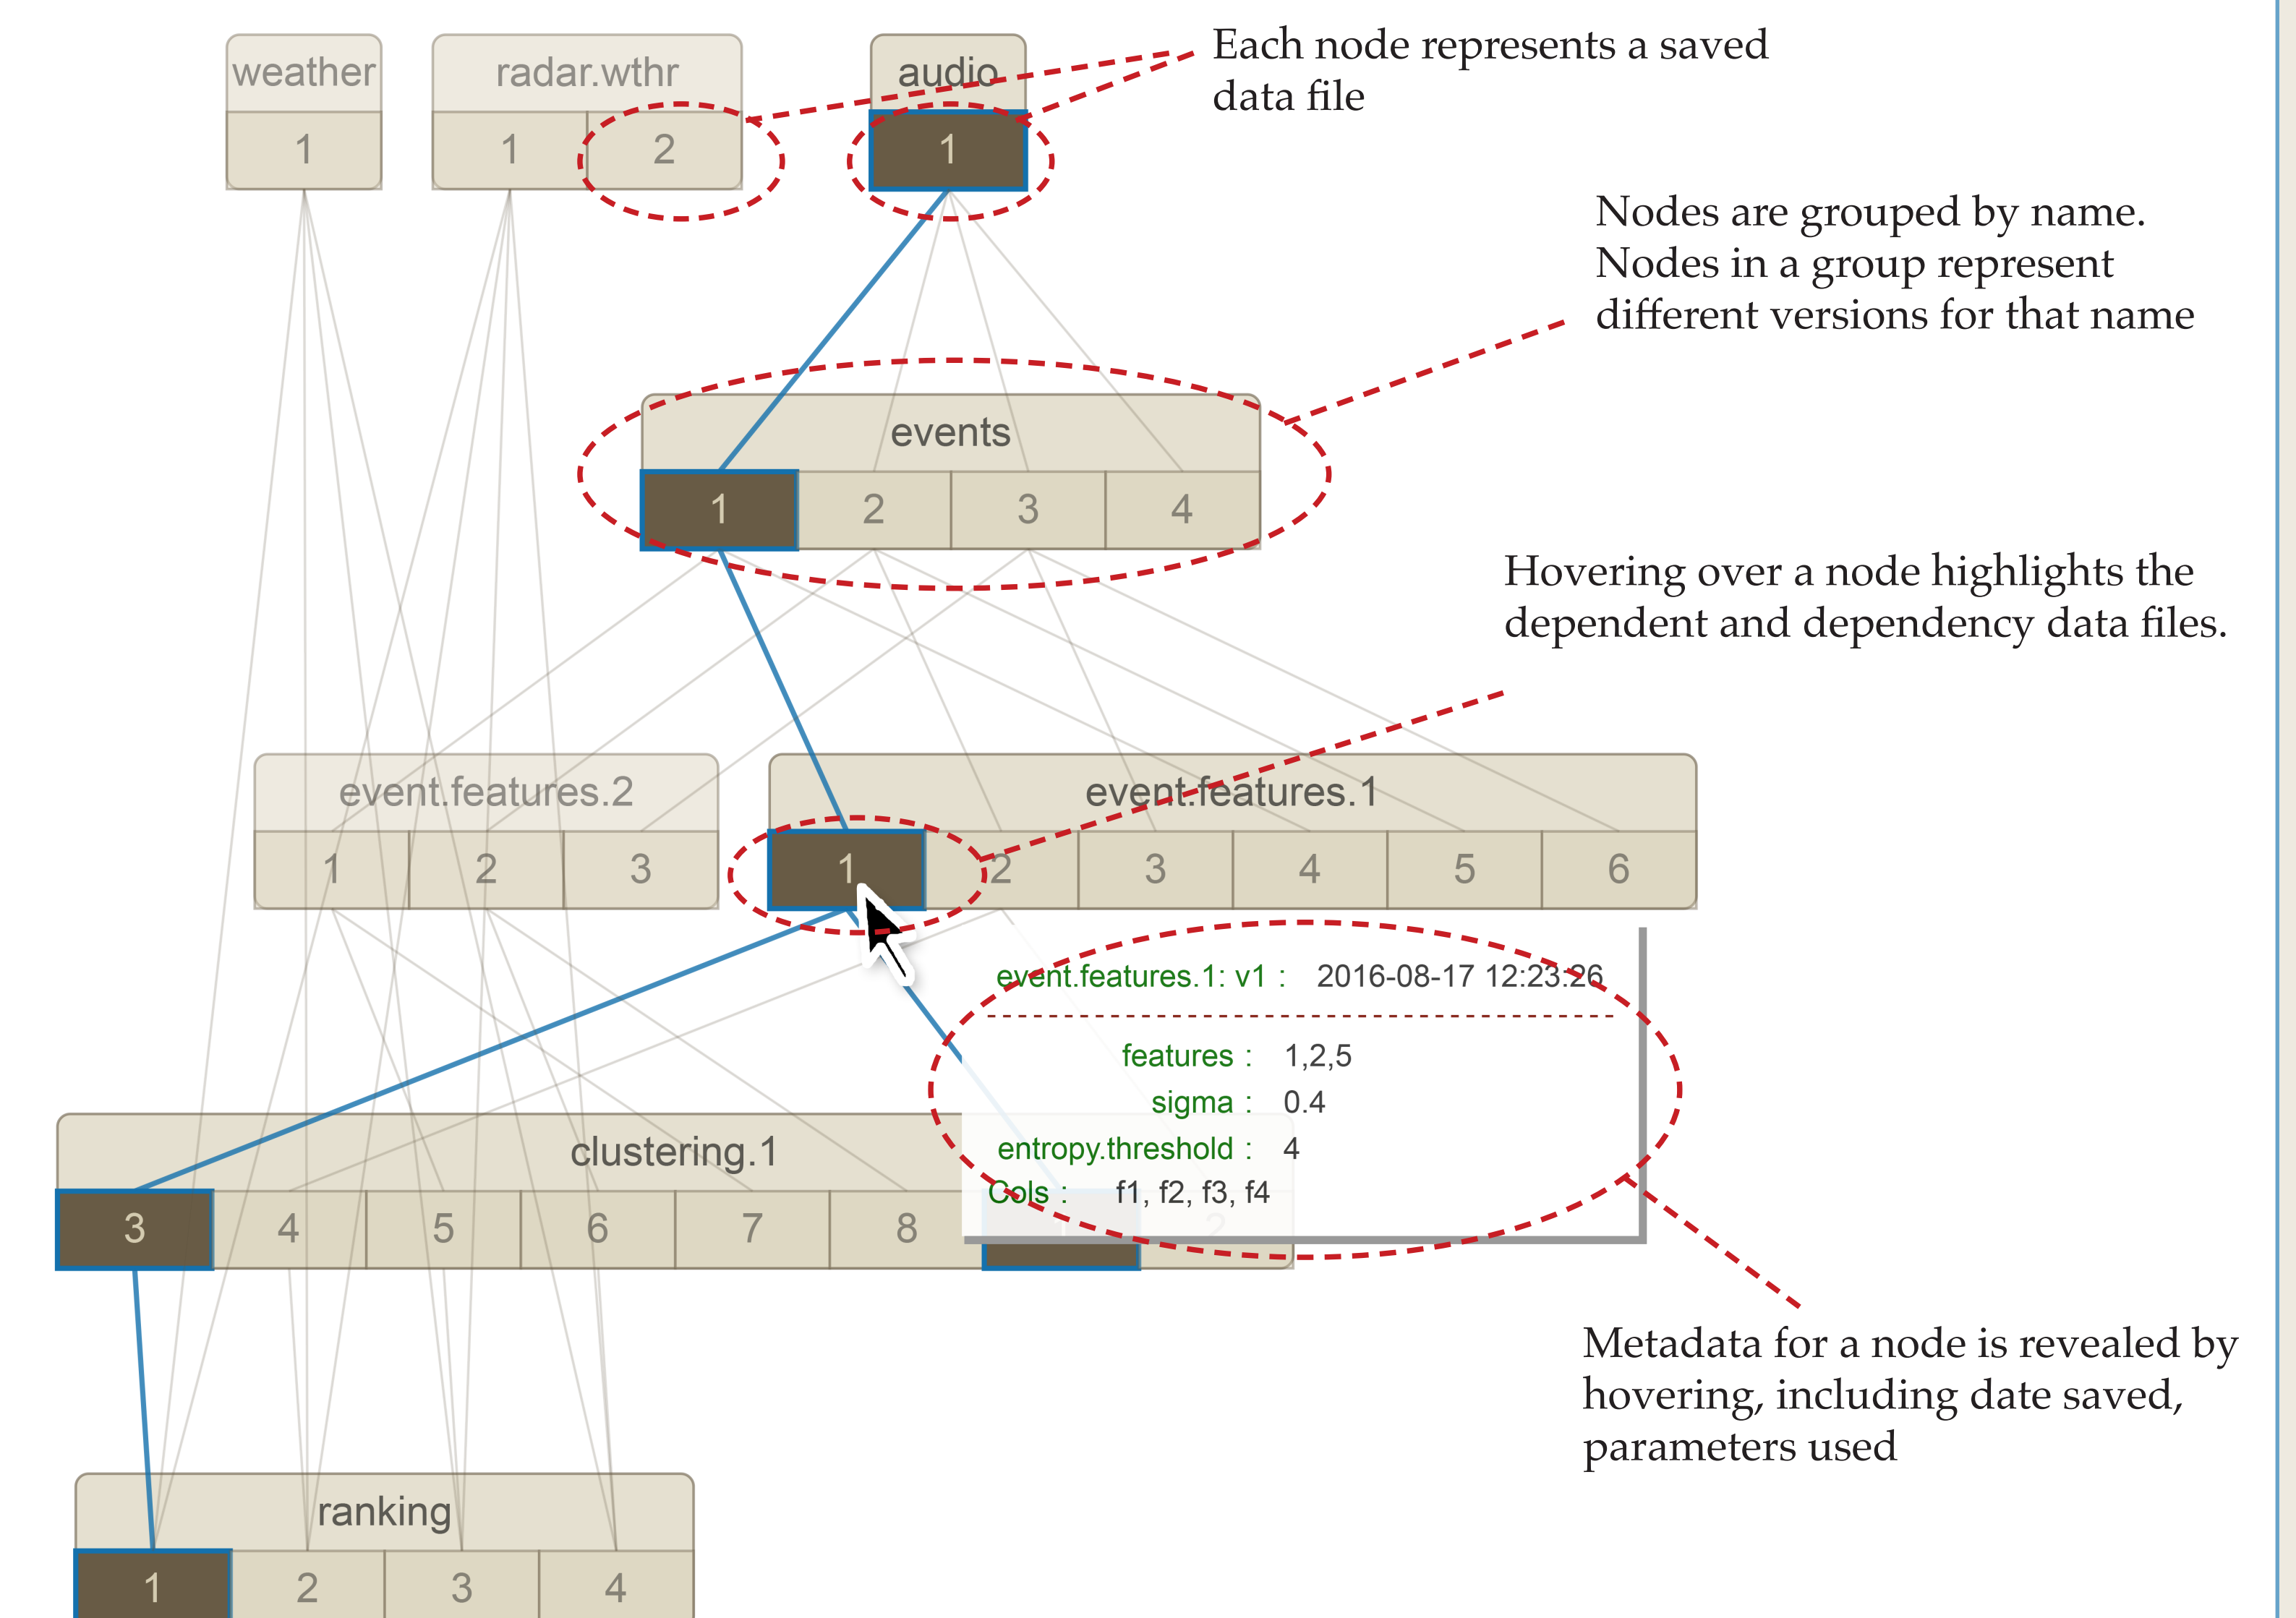 weather
radar.wthr
audio
1
1
2
1
Each node represents a saved
data file
Nodes are grouped by name.
Nodes in a group represent
different versions for that name
events
1
2
3
4
Hovering over a node highlights the
dependent and dependency data files.
event.features.2
1
2
3
event.features.1
1
2
3
4
5
6
event.features.1: v1 : 2016-08-17 12:23:26
features : 1,2,5
sigma : 0.4
entropy.threshold : 4
Cols : f1, f2, f3, f4
clustering.1
3
4
5
6
7
8
2
Metadata for a node is revealed by
hovering, including date saved,
parameters used
ranking
1
2
3
4